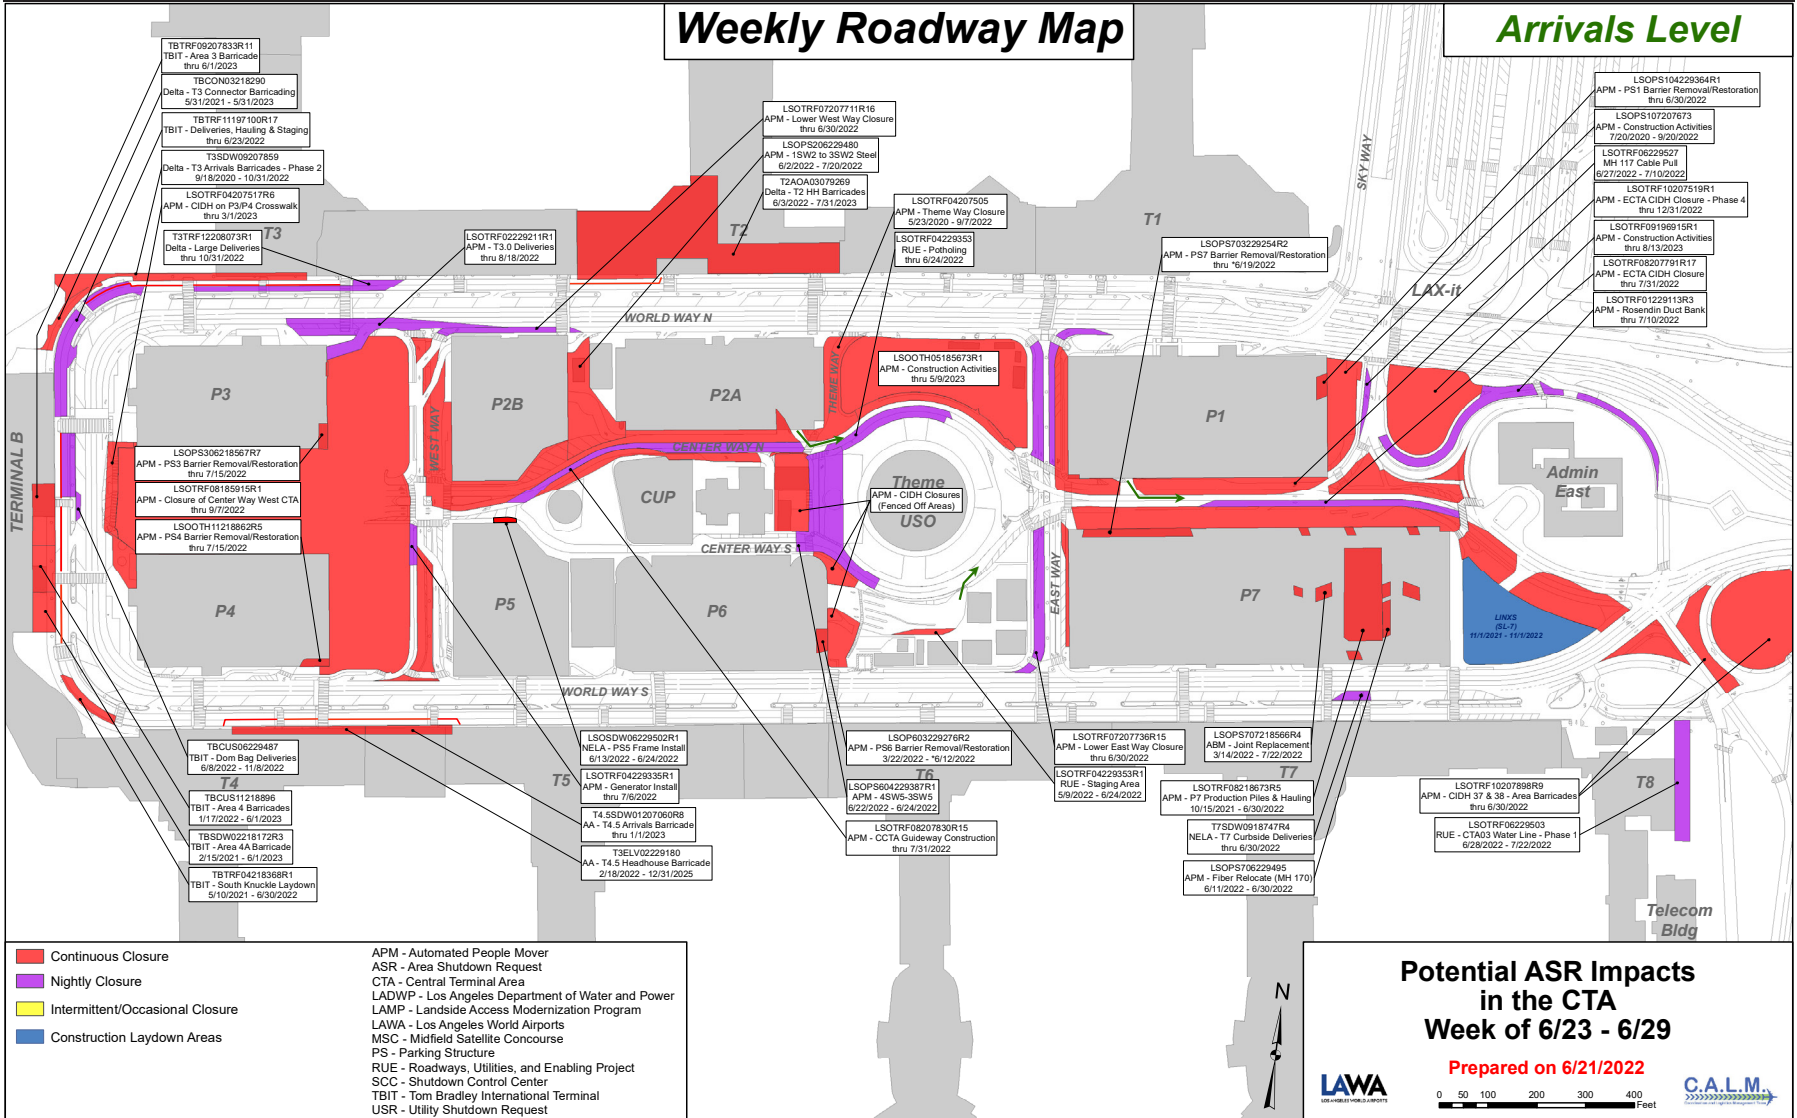 Weekly Roadway Map
Arrivals Level
TBTRF09207833R11
TBIT - Area 3 Barricade
thru 6/1/2023
TBCON03218290
Delta - T3 Connector Barricading
5/31/2021 - 5/31/2023
TBTRF11197100R17
TBIT - Deliveries, Hauling & Staging
thru 6/23/2022
T3SDW09207859
Delta - T3 Arrivals Barricades - Phase 2
9/18/2020 - 10/31/2022
LSOTRF04207517R6
APM - CIDH on P3/P4 Crosswalk
thru 3/1/2023
T3TRF12208073R1
Delta - Large Deliveries
thru 10/31/2022
LSOTRF02229211R1
APM - T3.0 Deliveries
thru 8/18/2022
LSOTRF07207711R16
APM - Lower West Way Closure
thru 6/30/2022
LSOPS206229480
APM - 1SW2 to 3SW2 Steel
6/2/2022 - 7/20/2022
T2AOA03079269
Delta - T2 HH Barricades
6/3/2022 - 7/31/2023
LSOTRF04207505
APM - Theme Way Closure
5/23/2020 - 9/7/2022
LSOTRF04229353
RUE - Potholing
thru 6/24/2022
LSOPS703229254R2
APM - PS7 Barrier Removal/Restoration
thru *6/19/2022
LSOPS104229364R1
APM - PS1 Barrier Removal/Restoration
thru 6/30/2022
LSOPS107207673
APM - Construction Activities
7/20/2020 - 9/20/2022
LSOTRF06229527
MH 117 Cable Pull
6/27/2022 - 7/10/2022
LSOTRF10207519R1
APM - ECTA CIDH Closure - Phase 4
thru 12/31/2022
LSOTRF09196915R1
APM - Construction Activities
thru 8/13/2023
LSOTRF08207791R17
APM - ECTA CIDH Closure
thru 7/31/2022
LSOTRF01229113R3
APM - Rosendin Duct Bank
thru 7/10/2022
T3
T2
T1
SKY WAY
LAX-it
WORLD WAY N
LSOOTH05185673R1
APM - Construction Activities
thru 5/9/2023
THEME WAY
P3
P2B
P2A
P1
WEST WAY
CENTER WAY N
TERMINAL B
LSOPS306218567R7
APM - PS3 Barrier Removal/Restoration
thru 7/15/2022
LSOTRF08185915R1
APM - Closure of Center Way West CTA
thru 9/7/2022
LSOOTH11218862R5
APM - PS4 Barrier Removal/Restoration
thru 7/15/2022
CUP
Theme
USO
APM - CIDH Closures
(Fenced Off Areas)
Admin
East
CENTER WAY S
EAST WAY
P4
P5
P6
P7
LINXS
(SL-7)
11/1/2021 - 11/1/2022
WORLD WAY S
TBCUS06229487
TBIT - Dom Bag Deliveries
6/8/2022 - 11/8/2022
T4
TBCUS11218896
TBIT - Area 4 Barricades
1/17/2022 - 6/1/2023
TBSDW02218172R3
TBIT - Area 4A Barricade
2/15/2021 - 6/1/2023
TBTRF04218368R1
TBIT - South Knuckle Laydown
5/10/2021 - 6/30/2022
LSOSDW06229502R1
NELA - PS5 Frame Install
6/13/2022 - 6/24/2022
T5
LSOTRF04229335R1
APM - Generator Install
thru 7/6/2022
T4.5SDW01207060R8
AA - T4.5 Arrivals Barricade
thru 1/1/2023
T3ELV02229180
AA - T4.5 Headhouse Barricade
2/18/2022 - 12/31/2025
LSOP603229276R2
APM - PS6 Barrier Removal/Restoration
3/22/2022 - *6/12/2022
T6
LSOPS604229387R1
APM - 4SW5-3SW5
6/22/2022 - 6/24/2022
LSOTRF08207830R15
APM - CCTA Guideway Construction
thru 7/31/2022
LSOTRF07207736R15
APM - Lower East Way Closure
thru 6/30/2022
LSOTRF04229353R1
RUE - Staging Area
5/9/2022 - 6/24/2022
LSOPS707218566R4
ABM - Joint Replacement
3/14/2022 - 7/22/2022
T7
LSOTRF08218673R5
APM - P7 Production Piles & Hauling
10/15/2021 - 6/30/2022
T7SDW0918747R4
NELA - T7 Curbside Deliveries
thru 6/30/2022
LSOPS706229495
APM - Fiber Relocate (MH 170)
6/11/2022 - 6/30/2022
LSOTRF10207898R9
APM - CIDH 37 & 38 - Area Barricades
thru 6/30/2022
LSOTRF06229503
RUE - CTA03 Water Line - Phase 1
6/28/2022 - 7/22/2022
T8
Telecom
Bldg
Continuous Closure
Nightly Closure
Intermittent/Occasional Closure
Construction Laydown Areas
APM - Automated People Mover
ASR - Area Shutdown Request
CTA - Central Terminal Area
LADWP - Los Angeles Department of Water and Power
LAMP - Landside Access Modernization Program
LAWA - Los Angeles World Airports
MSC - Midfield Satellite Concourse
PS - Parking Structure
RUE - Roadways, Utilities, and Enabling Project
SCC - Shutdown Control Center
TBIT - Tom Bradley International Terminal
USR - Utility Shutdown Request
N
Potential ASR Impacts
in the CTA
Week of 6/23 - 6/29
Prepared on 6/21/2022
LAWA
LOS ANGELES WORLD AIRPORTS
0 50 100 200 300 400
Feet
C.A.L.M.